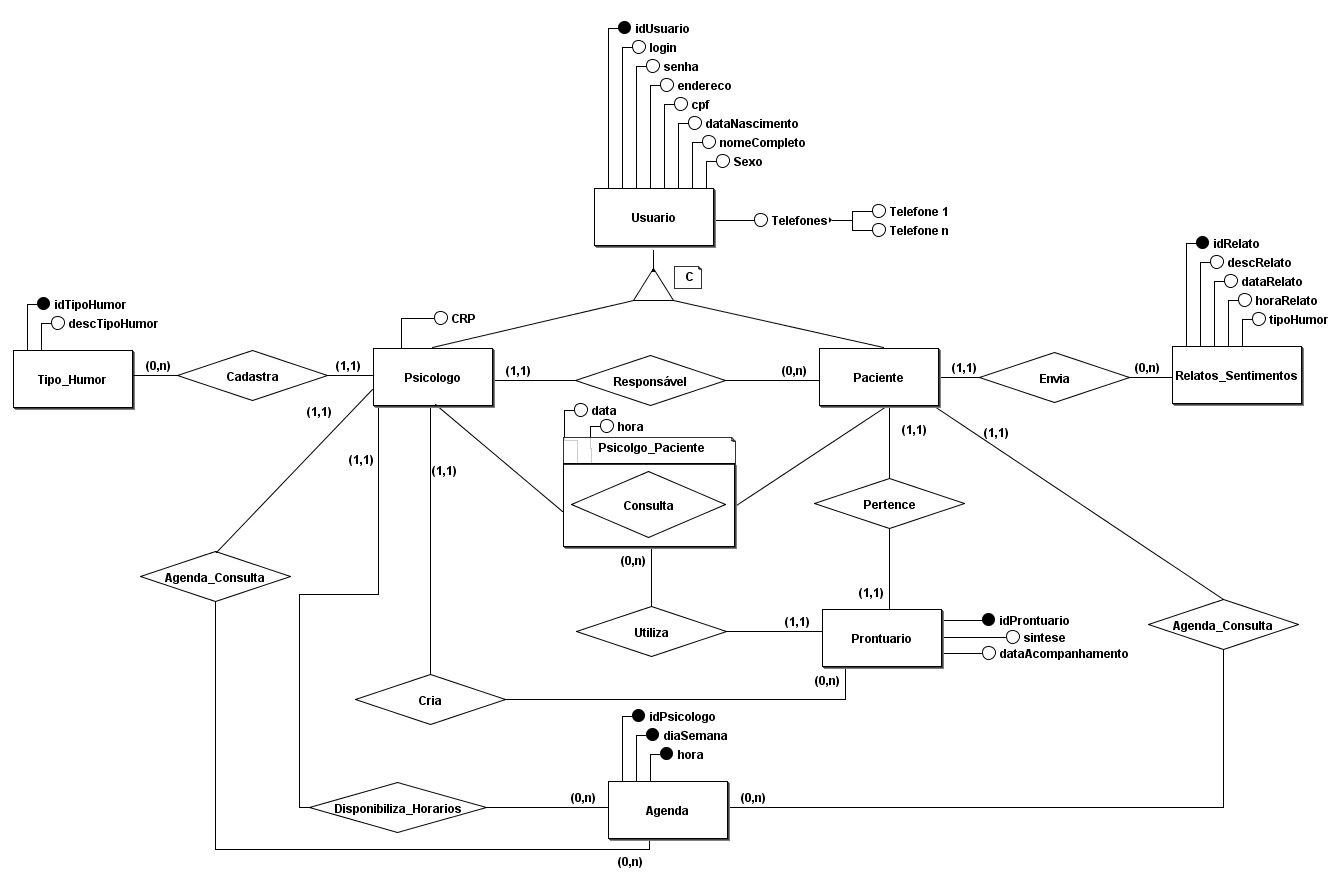 idUsuario
login
senha
endereco
cpf
dataNascimento
nomeCompleto
Sexo
Usuario
Telefones
Telefone 1
Telefone n
C
idRelato
descRelato
dataRelato
horaRelato
tipoHumor
idTipoHumor
descTipoHumor
CRP
Tipo_Humor
(0,n)
Cadastra
(1,1)
Psicologo
(1,1)
Responsável
(0,n)
Paciente
(1,1)
Envia
(0,n)
Relatos_Sentimentos
(1,1)
data
hora
Psicolgo_Paciente
(1,1)
(1,1)
(1,1)
(1,1)
Consulta
Pertence
(0,n)
Agenda_Consulta
(1,1)
Utiliza
(1,1)
Prontuario
idProntuario
sintese
dataAcompanhamento
Agenda_Consulta
(0,n)
Cria
idPsicologo
diaSemana
hora
Disponibiliza_Horarios
(0,n)
Agenda
(0,n)
(0,n)